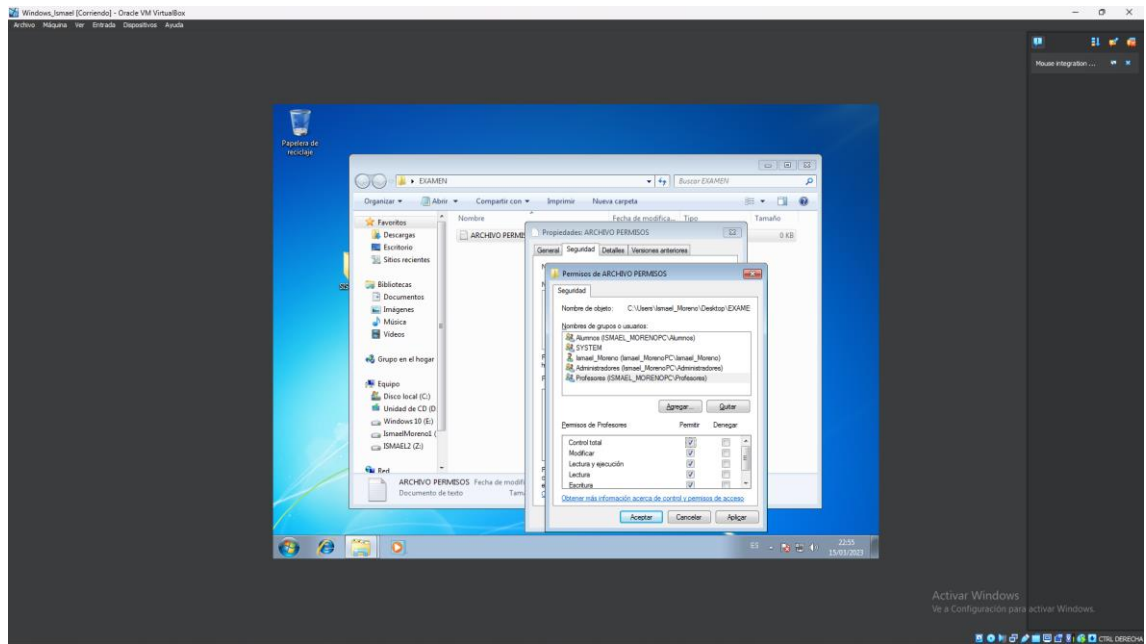 Windows_Ismael [Corriendo] - Oracle VM VirtualBox
Archivo Máquina Ver Entrada Dispositivos Ayuda
Mouse integration ...
Papelera de
reciclaje
EXAMEN
Buscar EXAMEN
Organizar Abrir Compartir con Imprimir Nueva carpeta
Favoritos
Descargas
Escritorio
Sitios recientes
Bibliotecas
Documentos
Imágenes
Música
Vídeos
Grupo en el hogar
Equipo
Disco local (C:)
Unidad de CD (D
Windows 10 (E:)
IsmaelMoreno1 (
ISMAEL2 (Z:)
Red
Nombre Fecha de modifica... Tipo Tamaño
ARCHIVO PERMIS 0 KB
Propiedades: ARCHIVO PERMISOS
General Seguridad Detalles Versiones anteriores
Permisos de ARCHIVO PERMISOS
Seguridad
Nombre de objeto: C:\Users\Ismael_Moreno\Desktop\EXAME
Nombres de grupos o usuarios:
Alumnos (ISMAEL_MORENOPC\Alumnos)
SYSTEM
Ismael_Moreno (Ismael_MorenoPC\Ismael_Moreno)
Administradores (Ismael_MorenoPC\Administradores)
Profesores (ISMAEL_MORENOPC\Profesores)
Agregar... Quitar
Permisos de Profesores Permitir Denegar
Control total
Modificar
Lectura y ejecución
Lectura
Escritura
Obtener más información acerca de control y permisos de acceso
Aceptar Cancelar Aplicar
ARCHIVO PERMISOS Fecha de modifi
Documento de texto Tam
ES 22:55
15/03/2023
Activar Windows
Ve a Configuración para activar Windows.
CTRL DERECHA